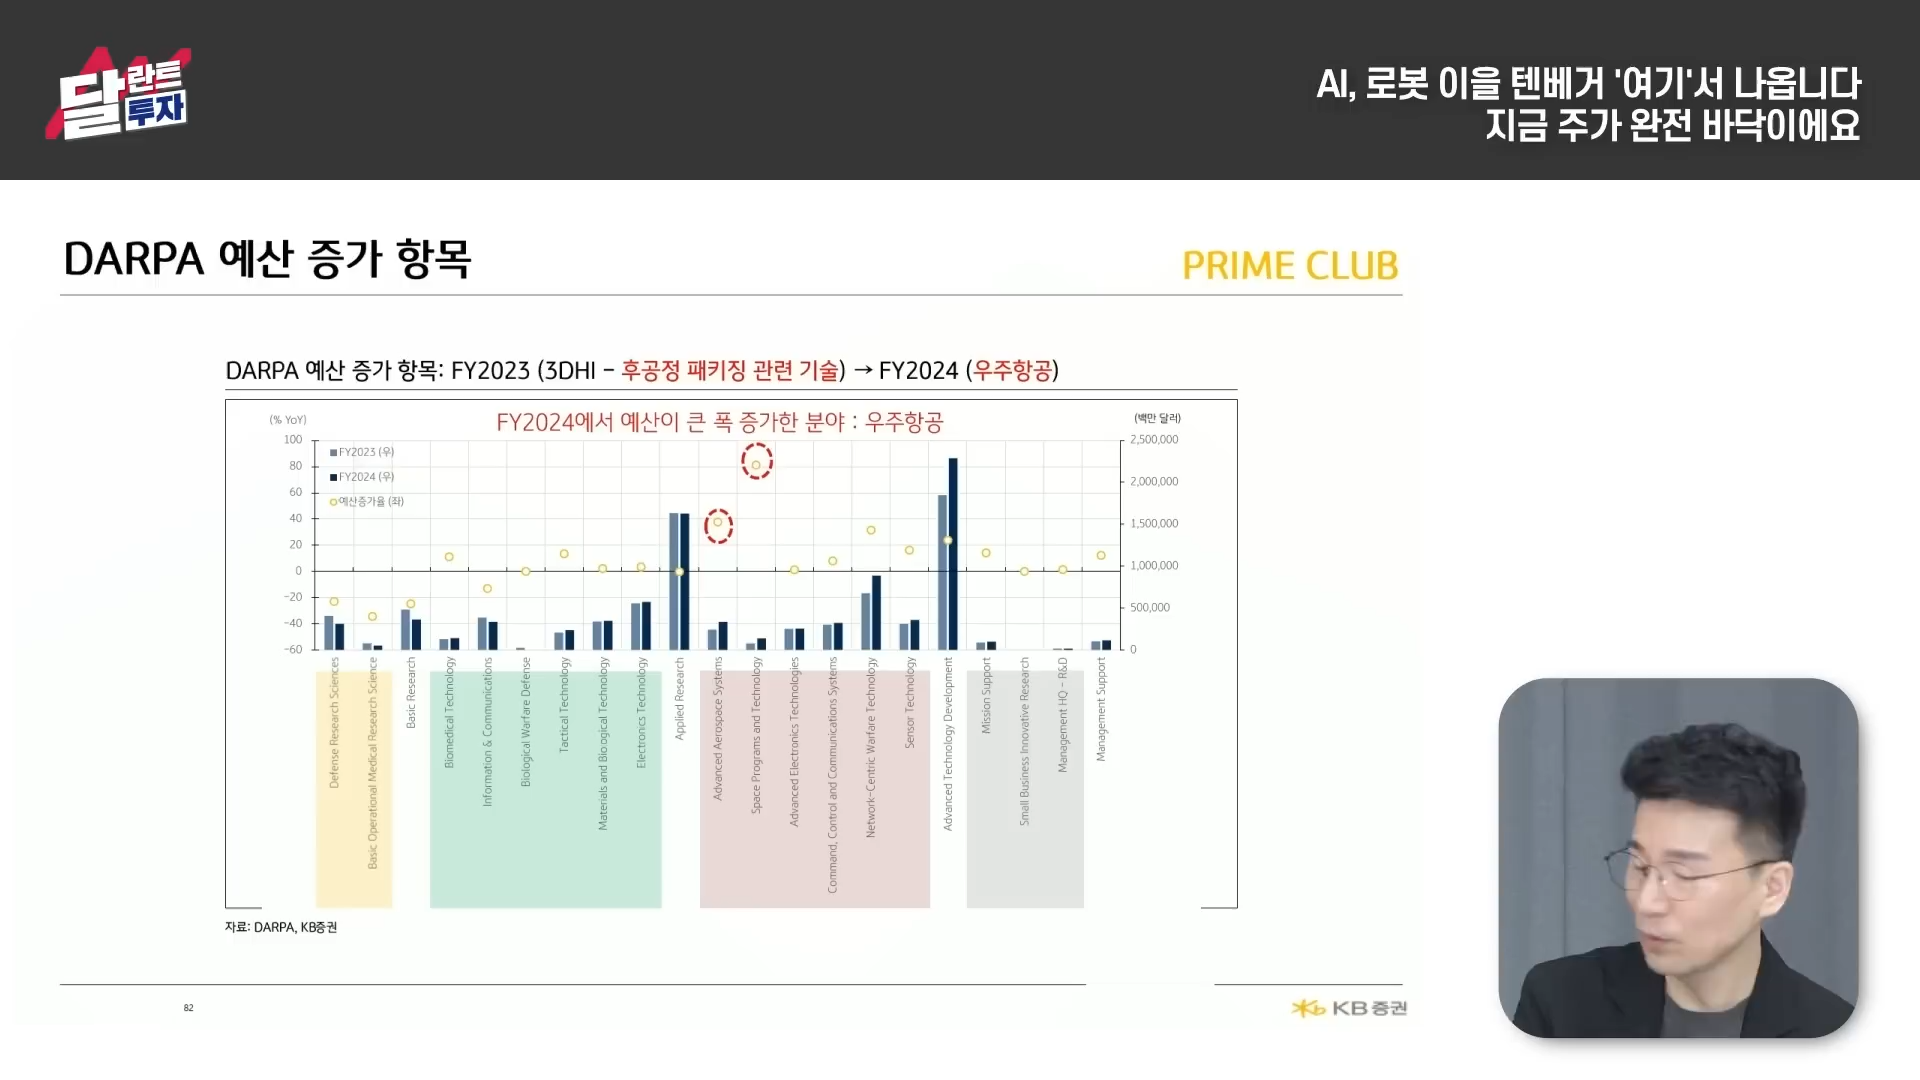 달란트
투자
AI, 로봇 이을 텐베거 '여기'서 나옵니다
지금 주가 완전 바닥이에요
DARPA 예산 증가 항목
PRIME CLUB
DARPA 예산 증가 항목: FY2023 (3DHI - 후공정 패키징 관련 기술) → FY2024 (우주항공)
FY2024에서 예산이 큰 폭 증가한 분야 : 우주항공
(% YoY)
(백만 달러)
100
80
60
40
20
0
-20
-40
-60
FY2023 (우)
FY2024 (우)
예산증가율 (좌)
2,500,000
2,000,000
1,500,000
1,000,000
500,000
0
Defense Research Sciences
Basic Operational Medical Research Science
Basic Research
Biomedical Technology
Information & Communications
Biological Warfare Defense
Tactical Technology
Materials and Biological Technology
Electronics Technology
Applied Research
Advanced Aerospace Systems
Space Programs and Technology
Advanced Electronics Technologies
Command, Control and Communications Systems
Network-Centric Warfare Technology
Sensor Technology
Advanced Technology Development
Mission Support
Small Business Innovative Research
Management HQ - R&D
Management Support
자료: DARPA, KB증권
82
KB증권